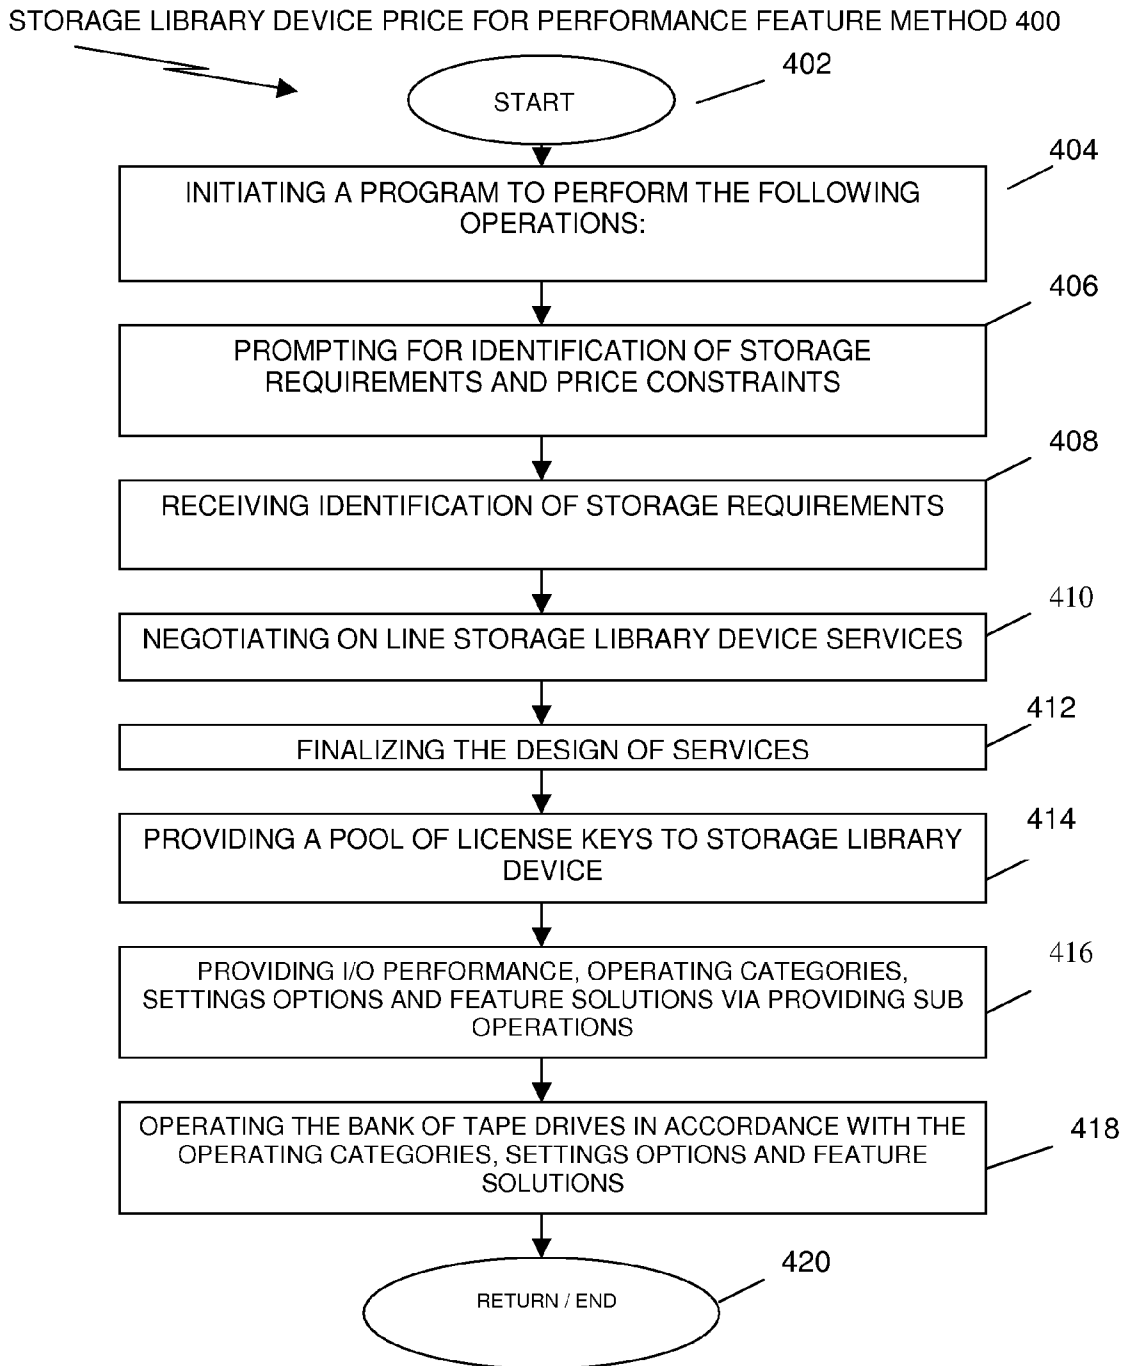 STORAGE LIBRARY DEVICE PRICE FOR PERFORMANCE FEATURE METHOD 400
402
START
404
INITIATING A PROGRAM TO PERFORM THE FOLLOWING
OPERATIONS:
406
PROMPTING FOR IDENTIFICATION OF STORAGE
REQUIREMENTS AND PRICE CONSTRAINTS
408
RECEIVING IDENTIFICATION OF STORAGE REQUIREMENTS
410
NEGOTIATING ON LINE STORAGE LIBRARY DEVICE SERVICES
412
FINALIZING THE DESIGN OF SERVICES
414
PROVIDING A POOL OF LICENSE KEYS TO STORAGE LIBRARY
DEVICE
416
PROVIDING I/O PERFORMANCE, OPERATING CATEGORIES,
SETTINGS OPTIONS AND FEATURE SOLUTIONS VIA PROVIDING SUB
OPERATIONS
418
OPERATING THE BANK OF TAPE DRIVES IN ACCORDANCE WITH THE
OPERATING CATEGORIES, SETTINGS OPTIONS AND FEATURE
SOLUTIONS
420
RETURN / END